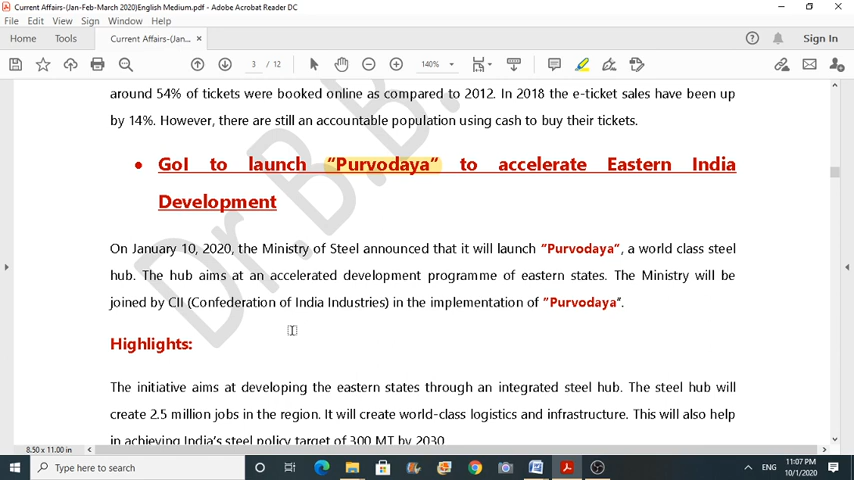 Current Affairs-(Jan-Feb-March 2020)English Medium.pdf - Adobe Acrobat Reader DC
File Edit View Sign Window Help
Home Tools Current Affairs-(Jan-... × Sign In
3 / 12 140%
around 54% of tickets were booked online as compared to 2012. In 2018 the e-ticket sales have been up
by 14%. However, there are still an accountable population using cash to buy their tickets.
• GoI to launch “Purvodaya” to accelerate Eastern India
Development
On January 10, 2020, the Ministry of Steel announced that it will launch “Purvodaya”, a world class steel
hub. The hub aims at an accelerated development programme of eastern states. The Ministry will be
joined by CII (Confederation of India Industries) in the implementation of “Purvodaya”.
Highlights:
The initiative aims at developing the eastern states through an integrated steel hub. The steel hub will
create 2.5 million jobs in the region. It will create world-class logistics and infrastructure. This will also help
in achieving India’s steel policy target of 300 MT by 2030
Dr. B.B.
8.50 x 11.00 in
Type here to search
ENG
11:07 PM
10/1/2020